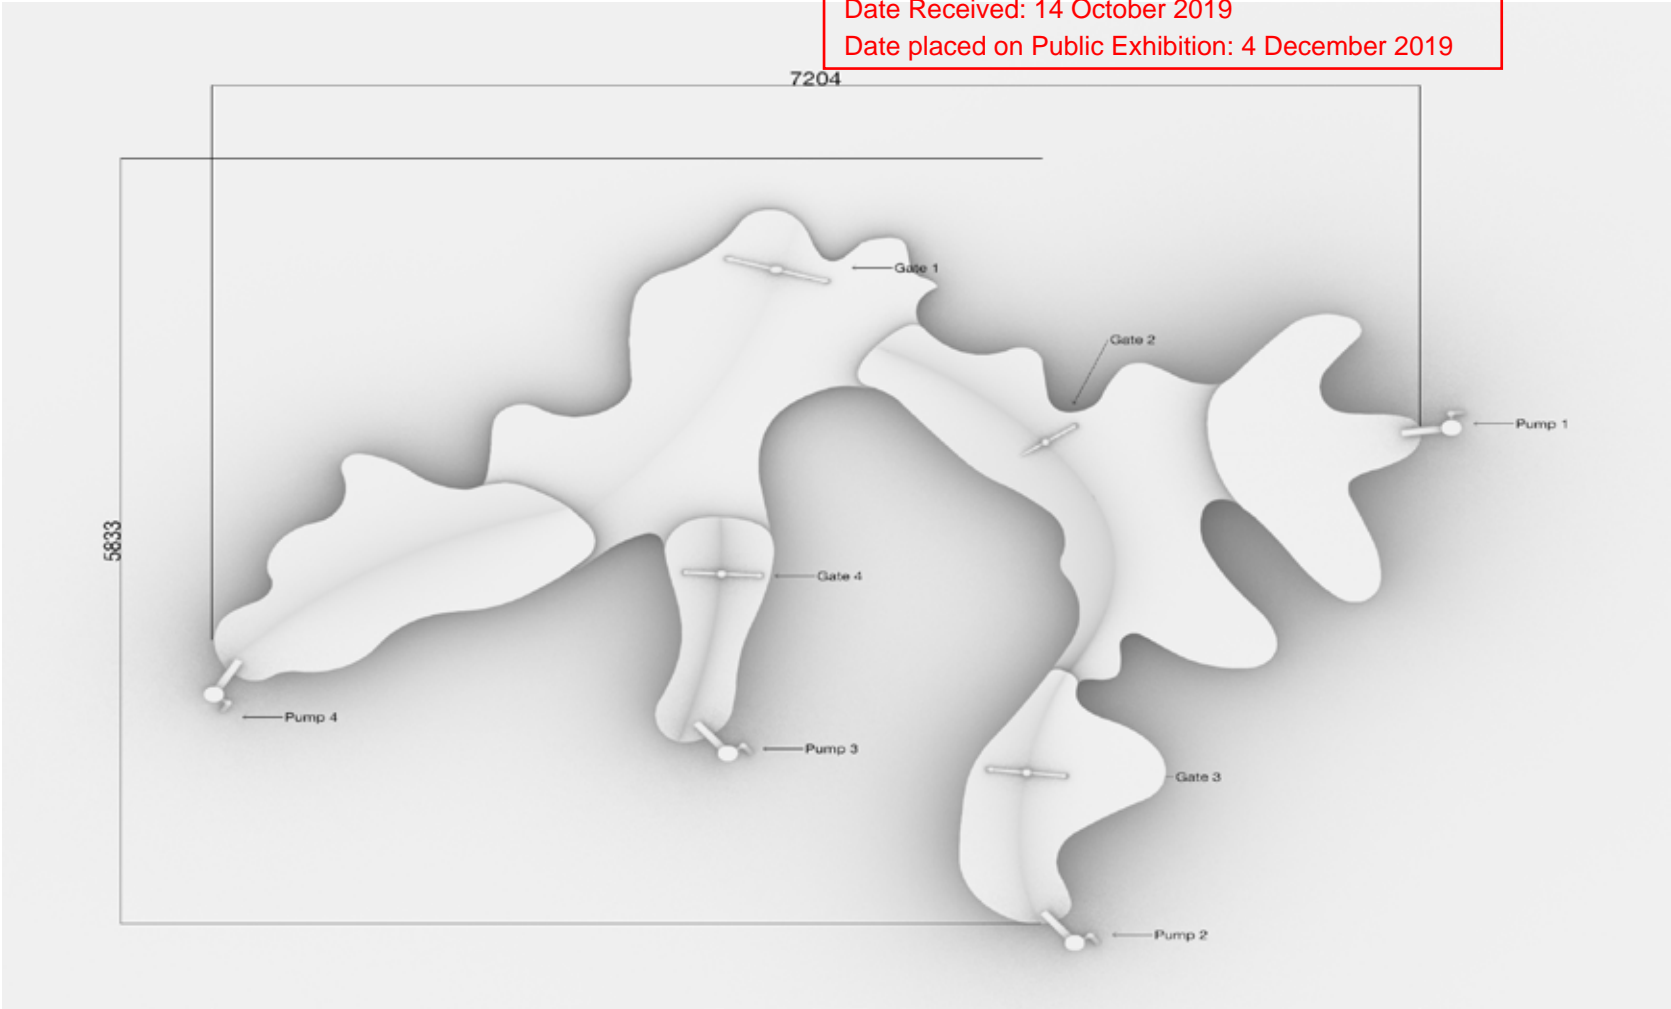 Date Received: 14 October 2019
Date placed on Public Exhibition: 4 December 2019
7204
Gate 1
Gate 2
Pump 1
5833
Gate 4
Pump 4
Pump 3
Gate 3
Pump 2